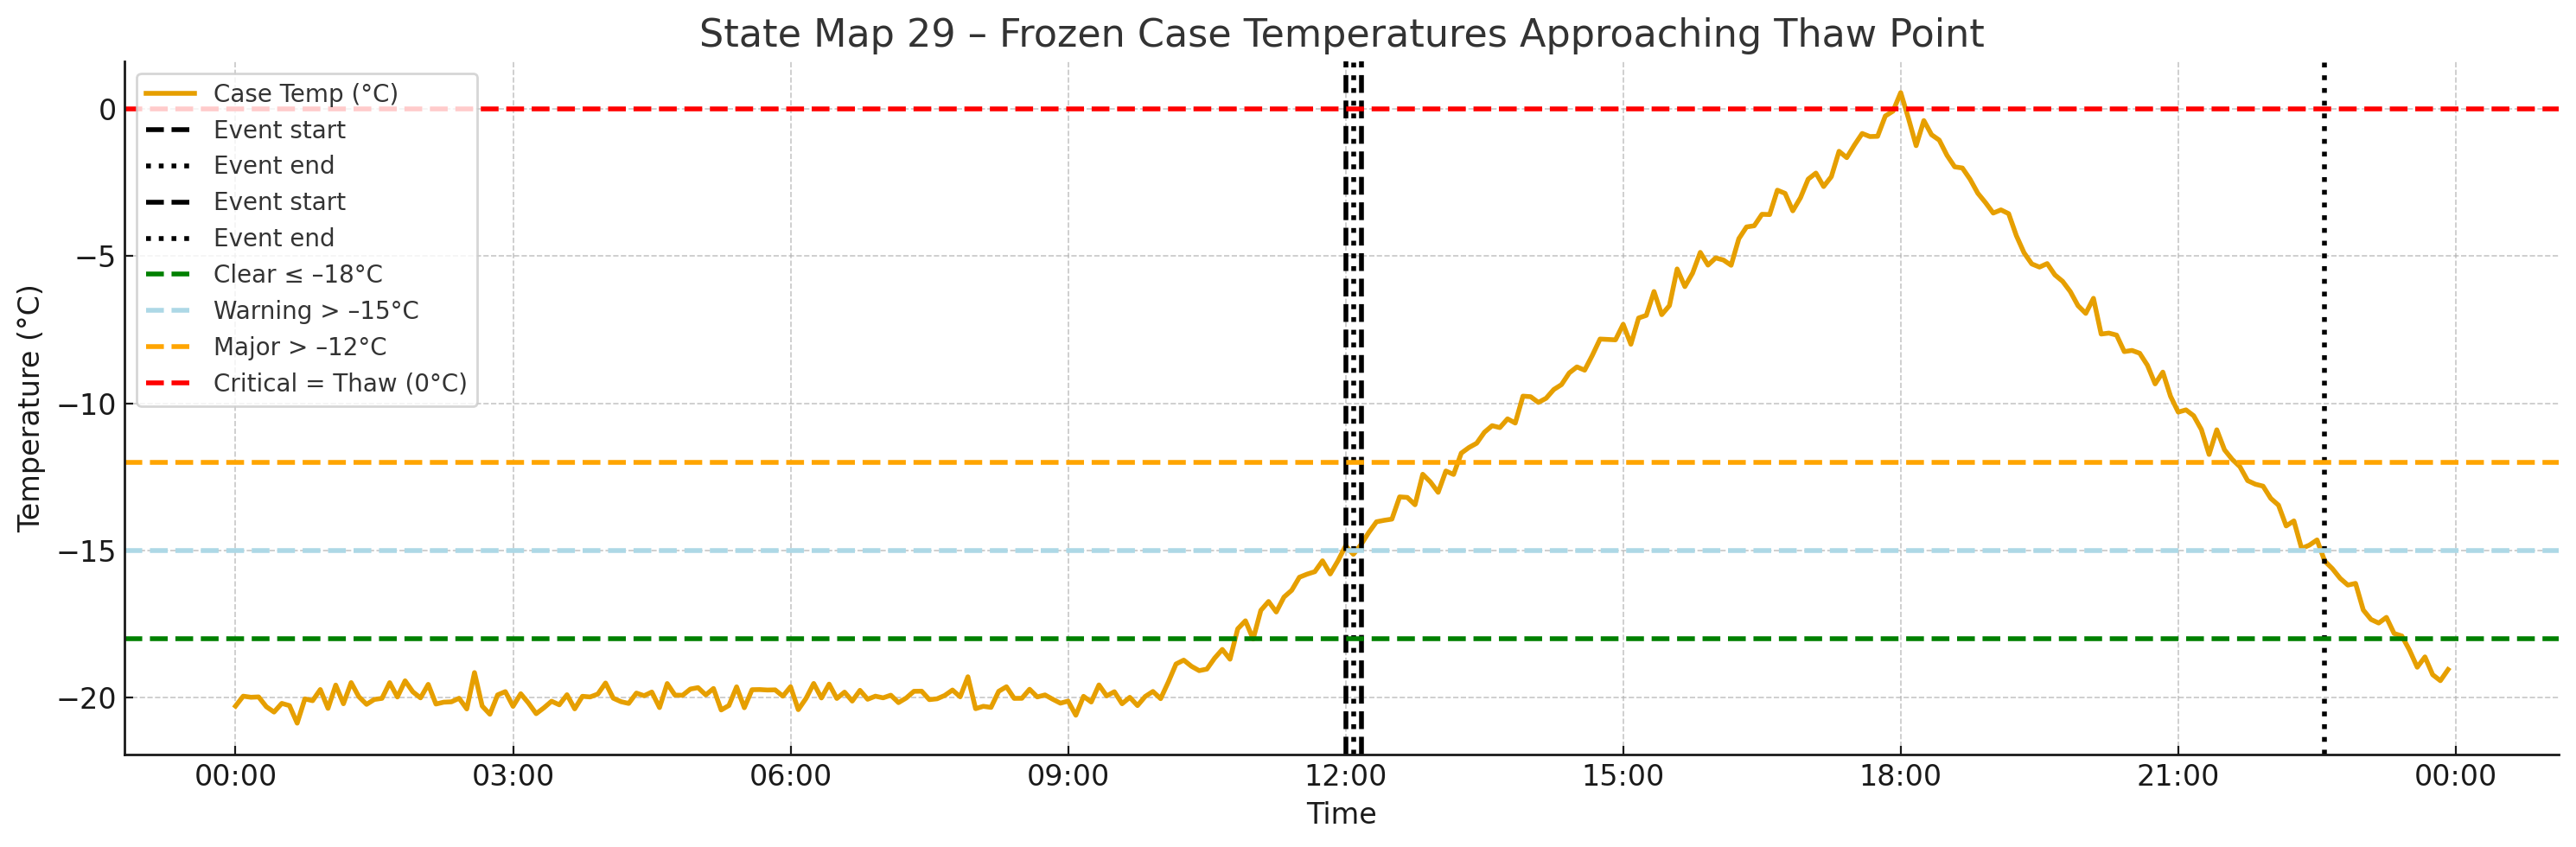 State Map 29 – Frozen Case Temperatures Approaching Thaw Point
Case Temp (°C)
Event start
Event end
Event start
Event end
Clear ≤ –18°C
Warning > –15°C
Major > –12°C
Critical = Thaw (0°C)
Temperature (°C)
0
−5
−10
−15
−20
00:00 03:00 06:00 09:00 12:00 15:00 18:00 21:00 00:00
Time